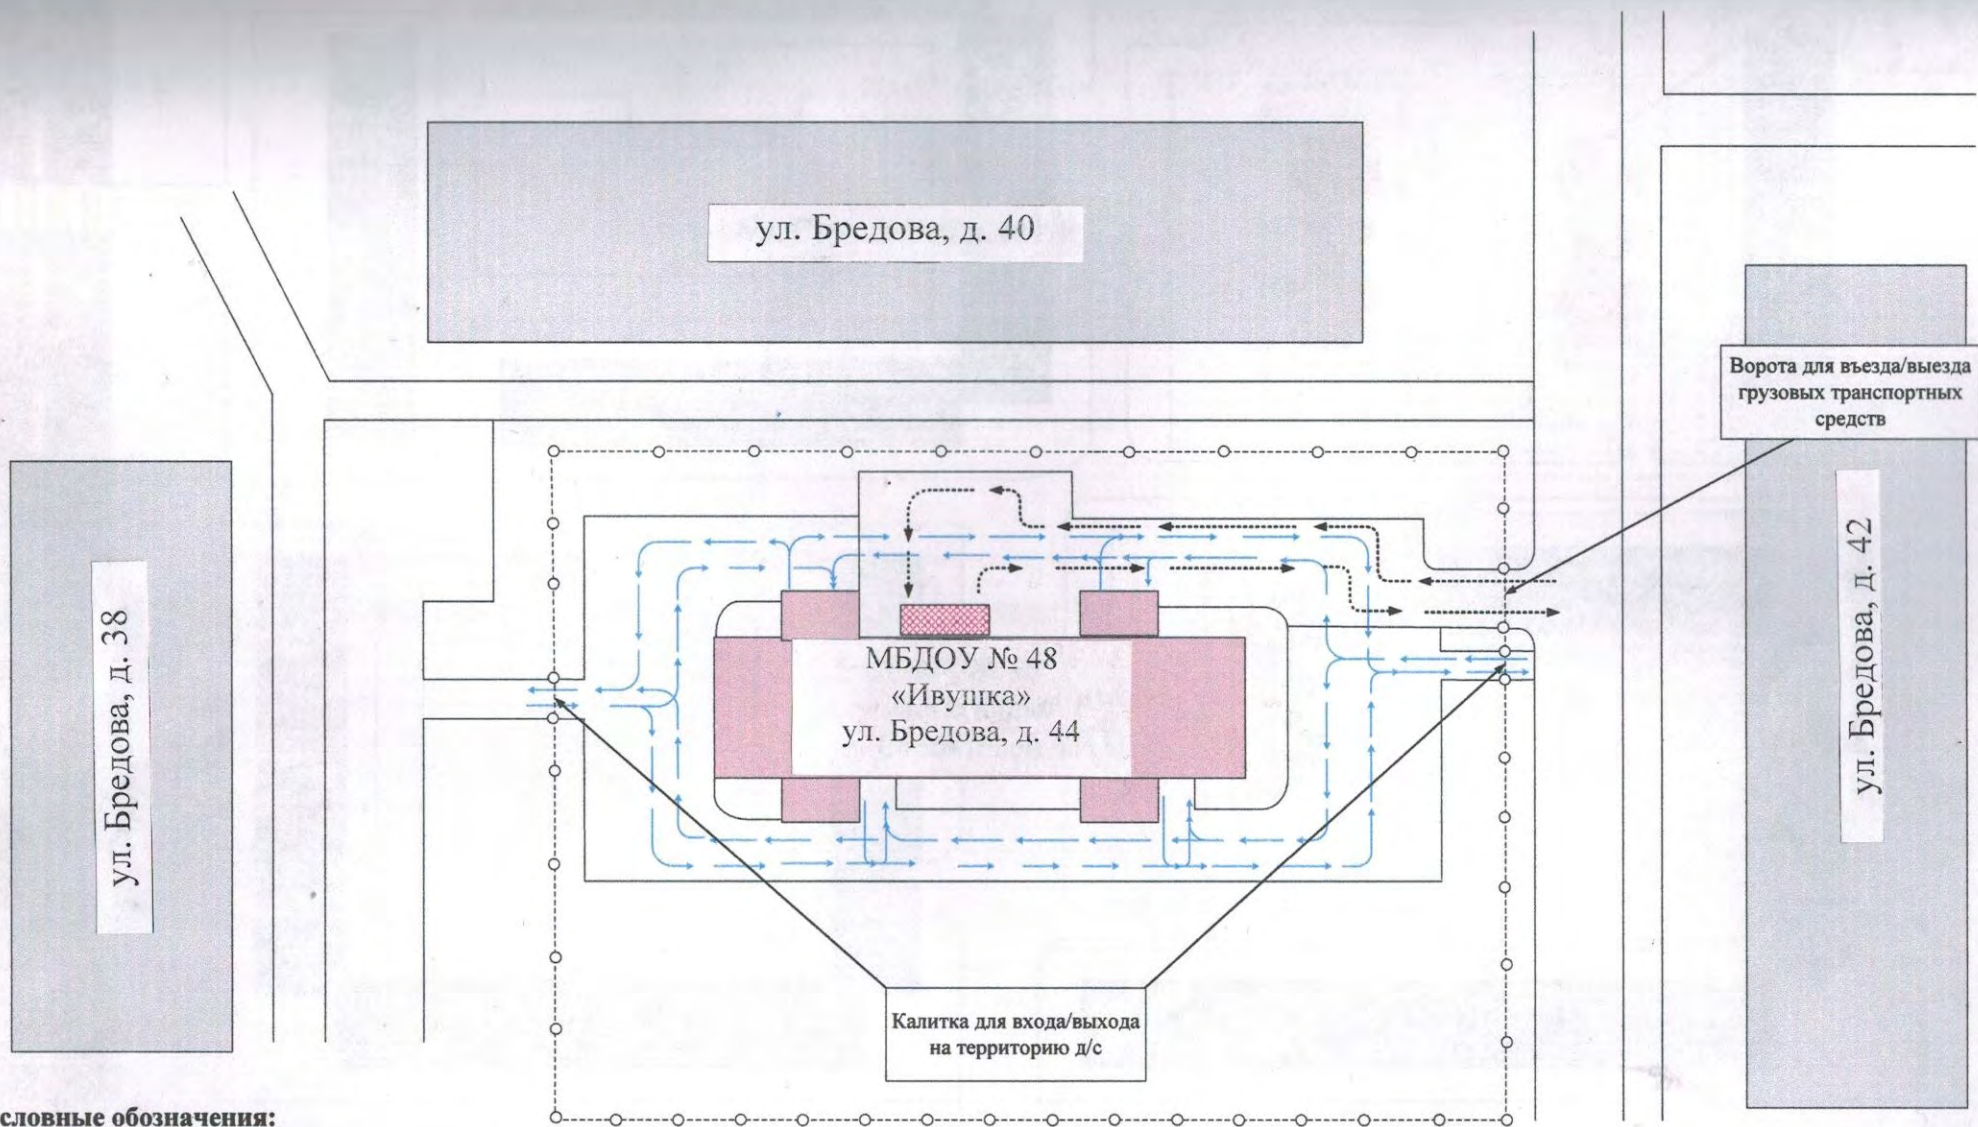 ул. Бредова, д. 40
Ворота для въезда/выезда
грузовых транспортных
средств
ул. Бредова, д. 38
МБДОУ № 48
«Ивушка»
ул. Бредова, д. 44
ул. Бредова, д. 42
Калитка для входа/выхода
на территорию д/с
словные обозначения: